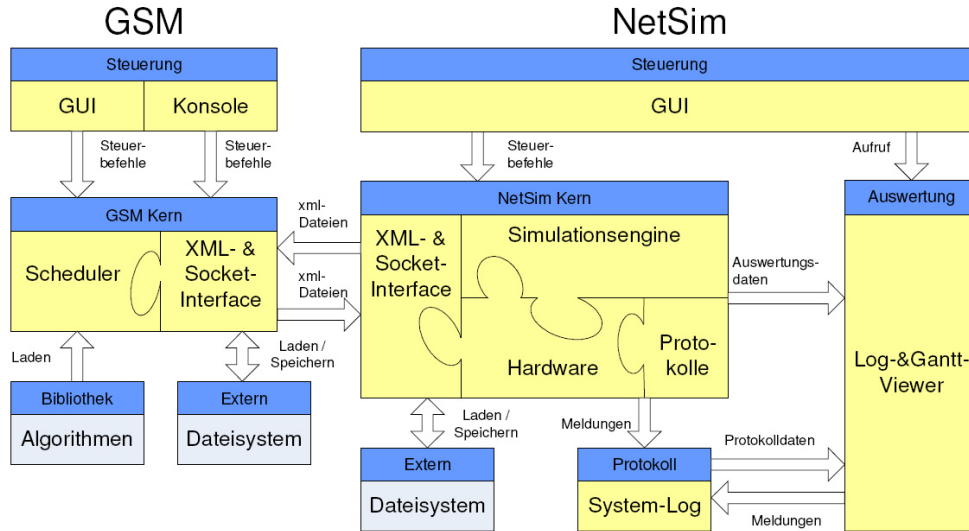 GSM
NetSim
Steuerung
GUI
Konsole
Steuerung
GUI
Steuer-
befehle
Steuer-
befehle
Steuer-
befehle
Aufruf
GSM Kern
Scheduler
XML- &
Socket-
Interface
xml-
Dateien
xml-
Dateien
NetSim Kern
XML- &
Socket-
Interface
Simulationsengine
Hardware
Proto-
kolle
Auswertungs-
daten
Auswertung
Log-&Gantt-
Viewer
Laden
Laden /
Speichern
Bibliothek
Algorithmen
Extern
Dateisystem
Laden /
Speichern
Meldungen
Extern
Dateisystem
Protokoll
System-Log
Protokolldaten
Meldungen